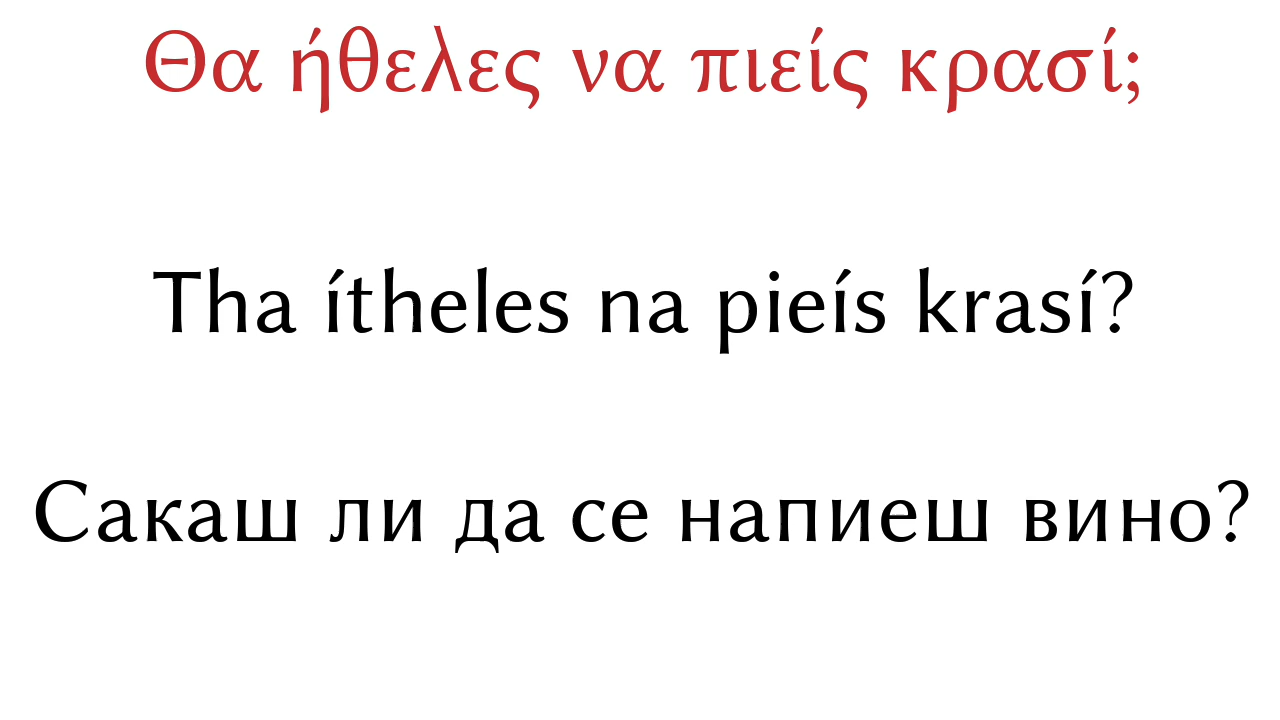 Θα ήθελες να πιείς κρασί;
Tha ítheles na pieís krasí?
Сакаш ли да се напиеш вино?